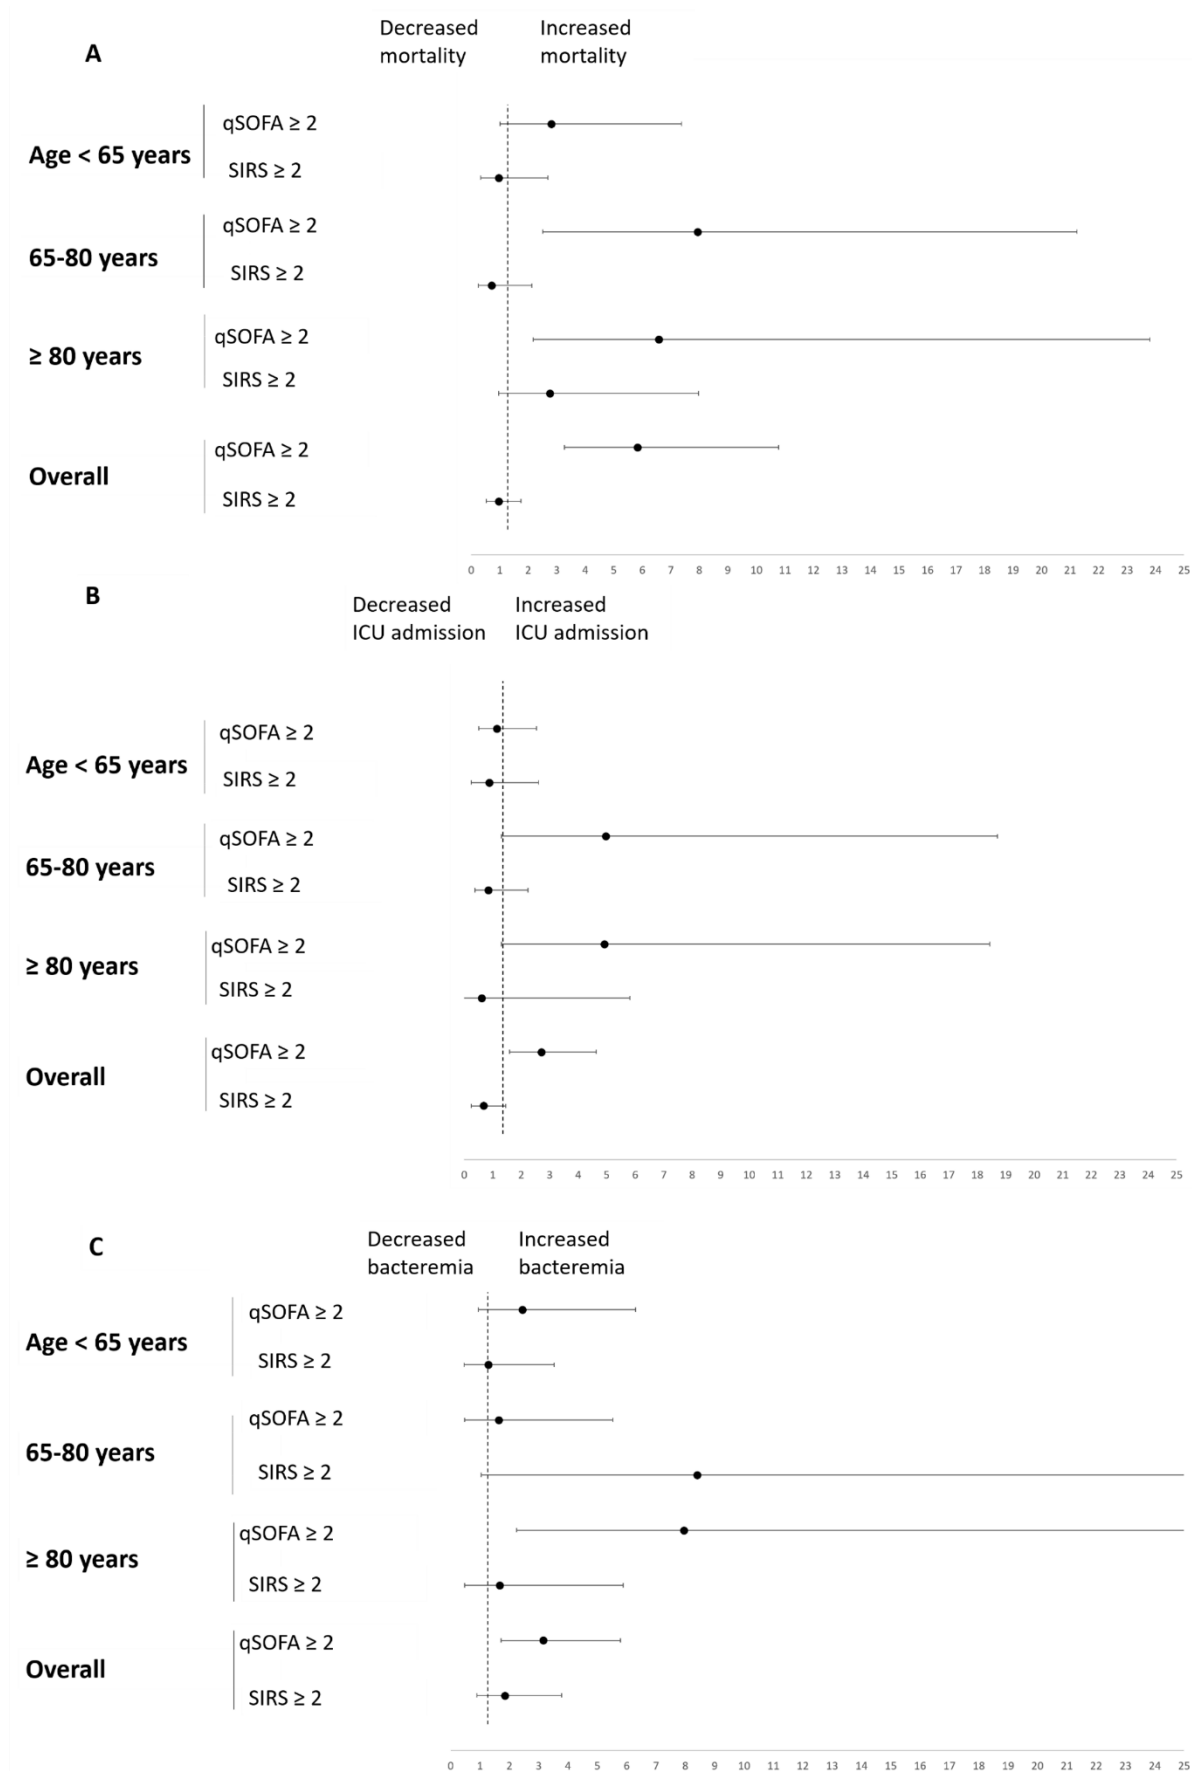 A
Decreased
mortality
Increased
mortality
Age < 65 years
qSOFA ≥ 2
SIRS ≥ 2
65-80 years
qSOFA ≥ 2
SIRS ≥ 2
≥ 80 years
qSOFA ≥ 2
SIRS ≥ 2
Overall
qSOFA ≥ 2
SIRS ≥ 2
0 1 2 3 4 5 6 7 8 9 10 11 12 13 14 15 16 17 18 19 20 21 22 23 24 25
B
Decreased
ICU admission
Increased
ICU admission
Age < 65 years
qSOFA ≥ 2
SIRS ≥ 2
65-80 years
qSOFA ≥ 2
SIRS ≥ 2
≥ 80 years
qSOFA ≥ 2
SIRS ≥ 2
Overall
qSOFA ≥ 2
SIRS ≥ 2
0 1 2 3 4 5 6 7 8 9 10 11 12 13 14 15 16 17 18 19 20 21 22 23 24 25
C
Decreased
bacteremia
Increased
bacteremia
Age < 65 years
qSOFA ≥ 2
SIRS ≥ 2
65-80 years
qSOFA ≥ 2
SIRS ≥ 2
≥ 80 years
qSOFA ≥ 2
SIRS ≥ 2
Overall
qSOFA ≥ 2
SIRS ≥ 2
0 1 2 3 4 5 6 7 8 9 10 11 12 13 14 15 16 17 18 19 20 21 22 23 24 25